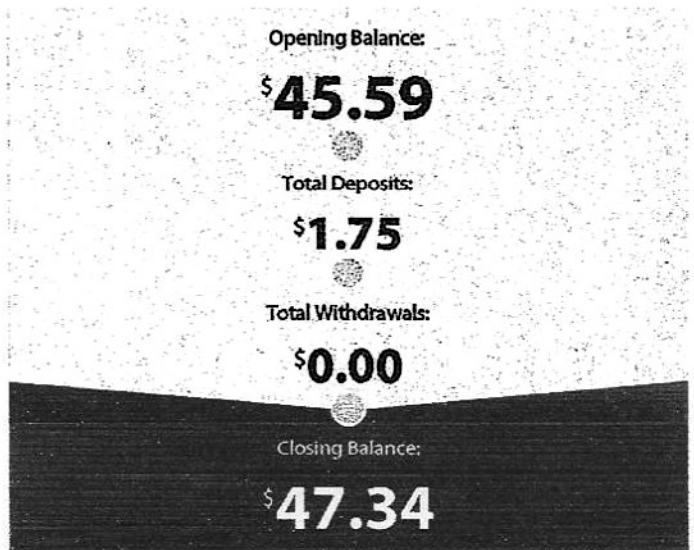 Opening Balance:
$45.59
Total Deposits:
$1.75
Total Withdrawals:
$0.00
Closing Balance:
$47.34